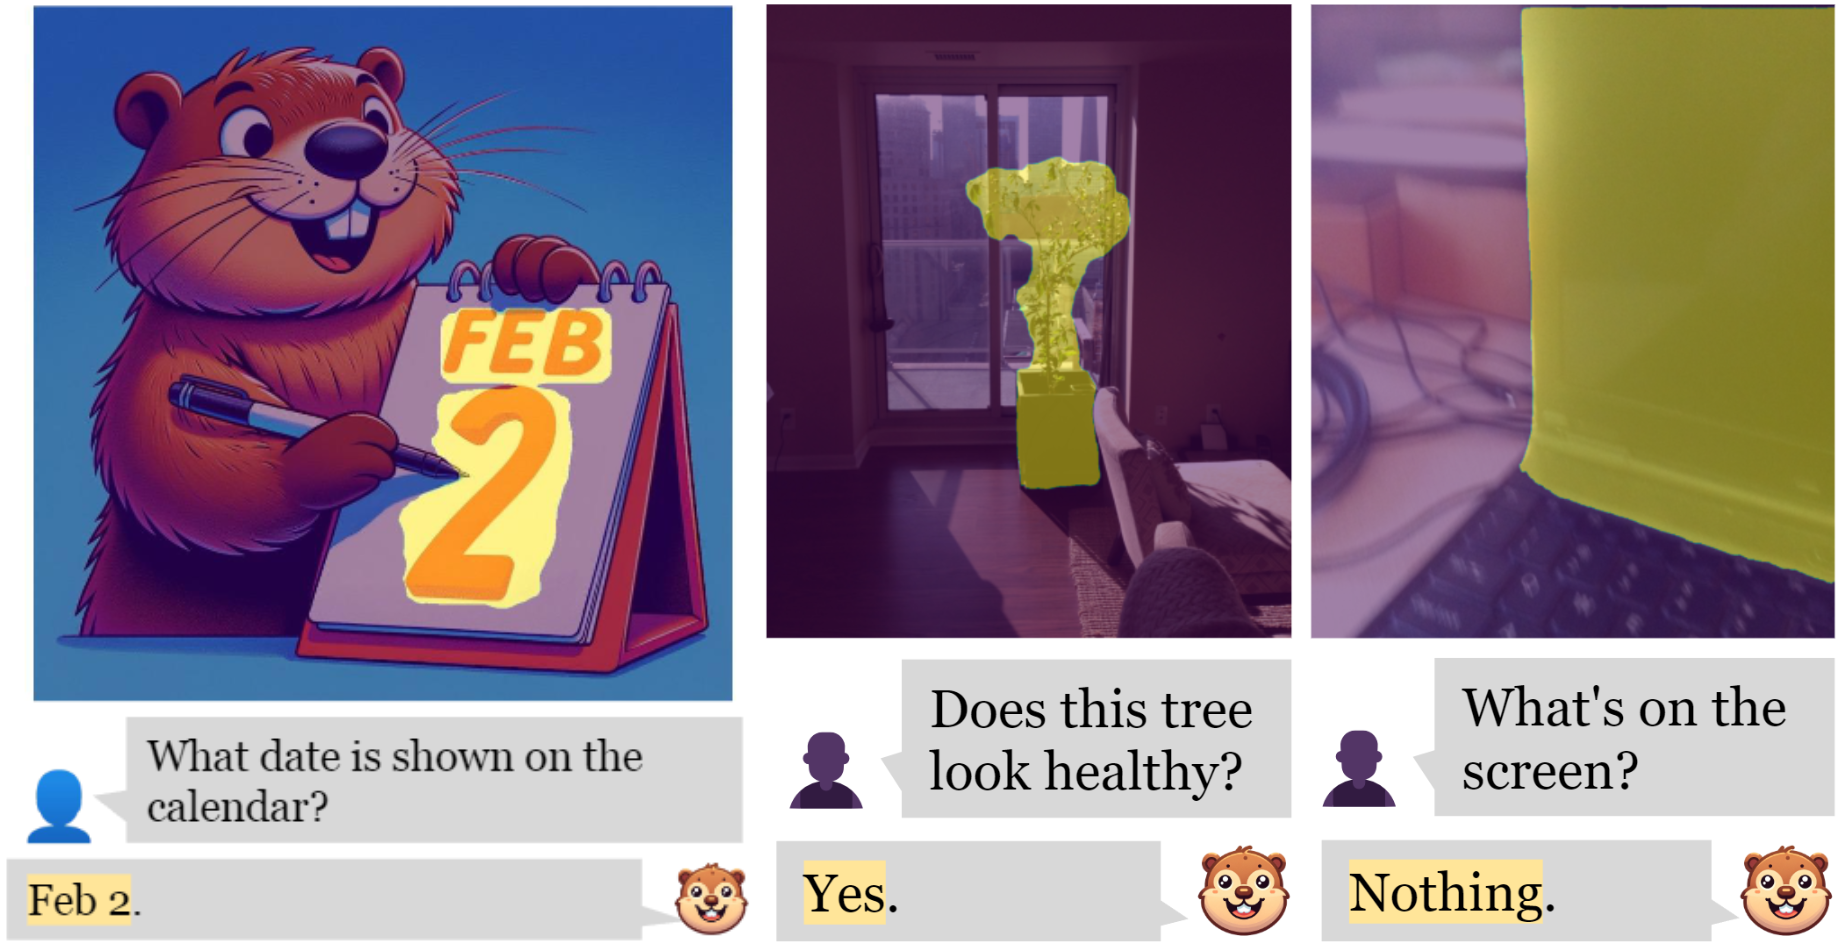 FEB
2
What date is shown on the
calendar?
Feb 2.
Does this tree
look healthy?
Yes.
What's on the
screen?
Nothing.